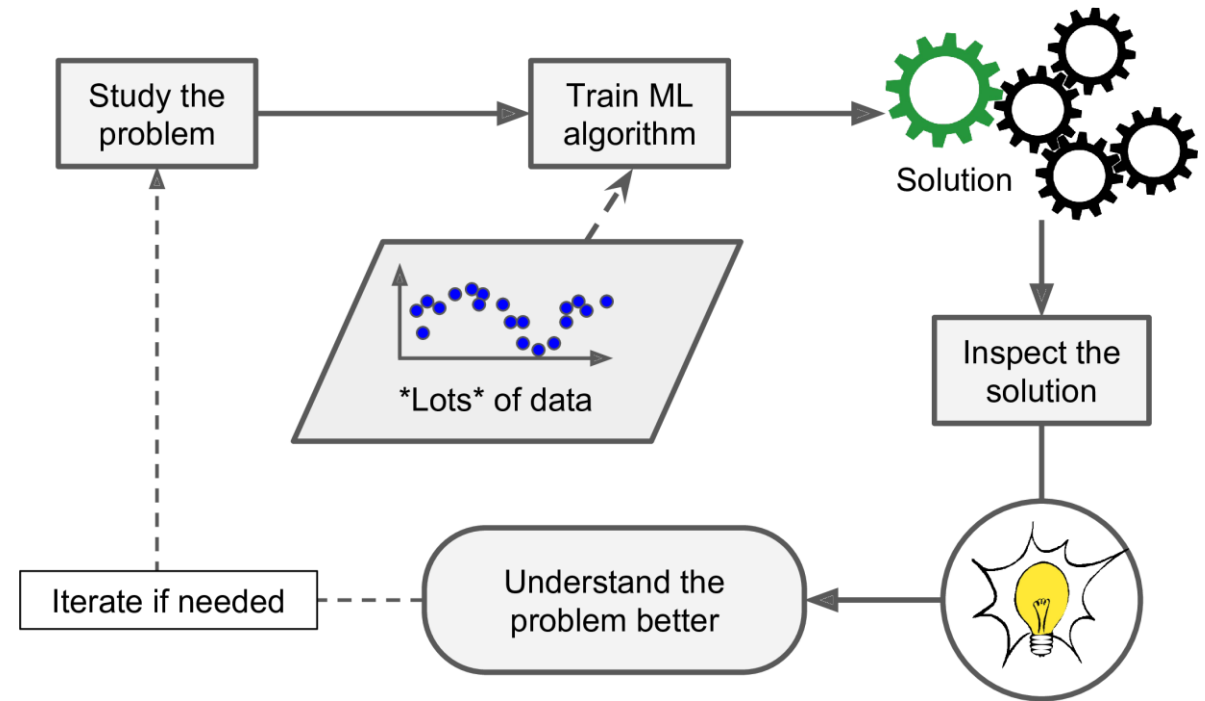 Study the
problem
Train ML
algorithm
Solution
*Lots* of data
Inspect the
solution
Understand the
problem better
Iterate if needed